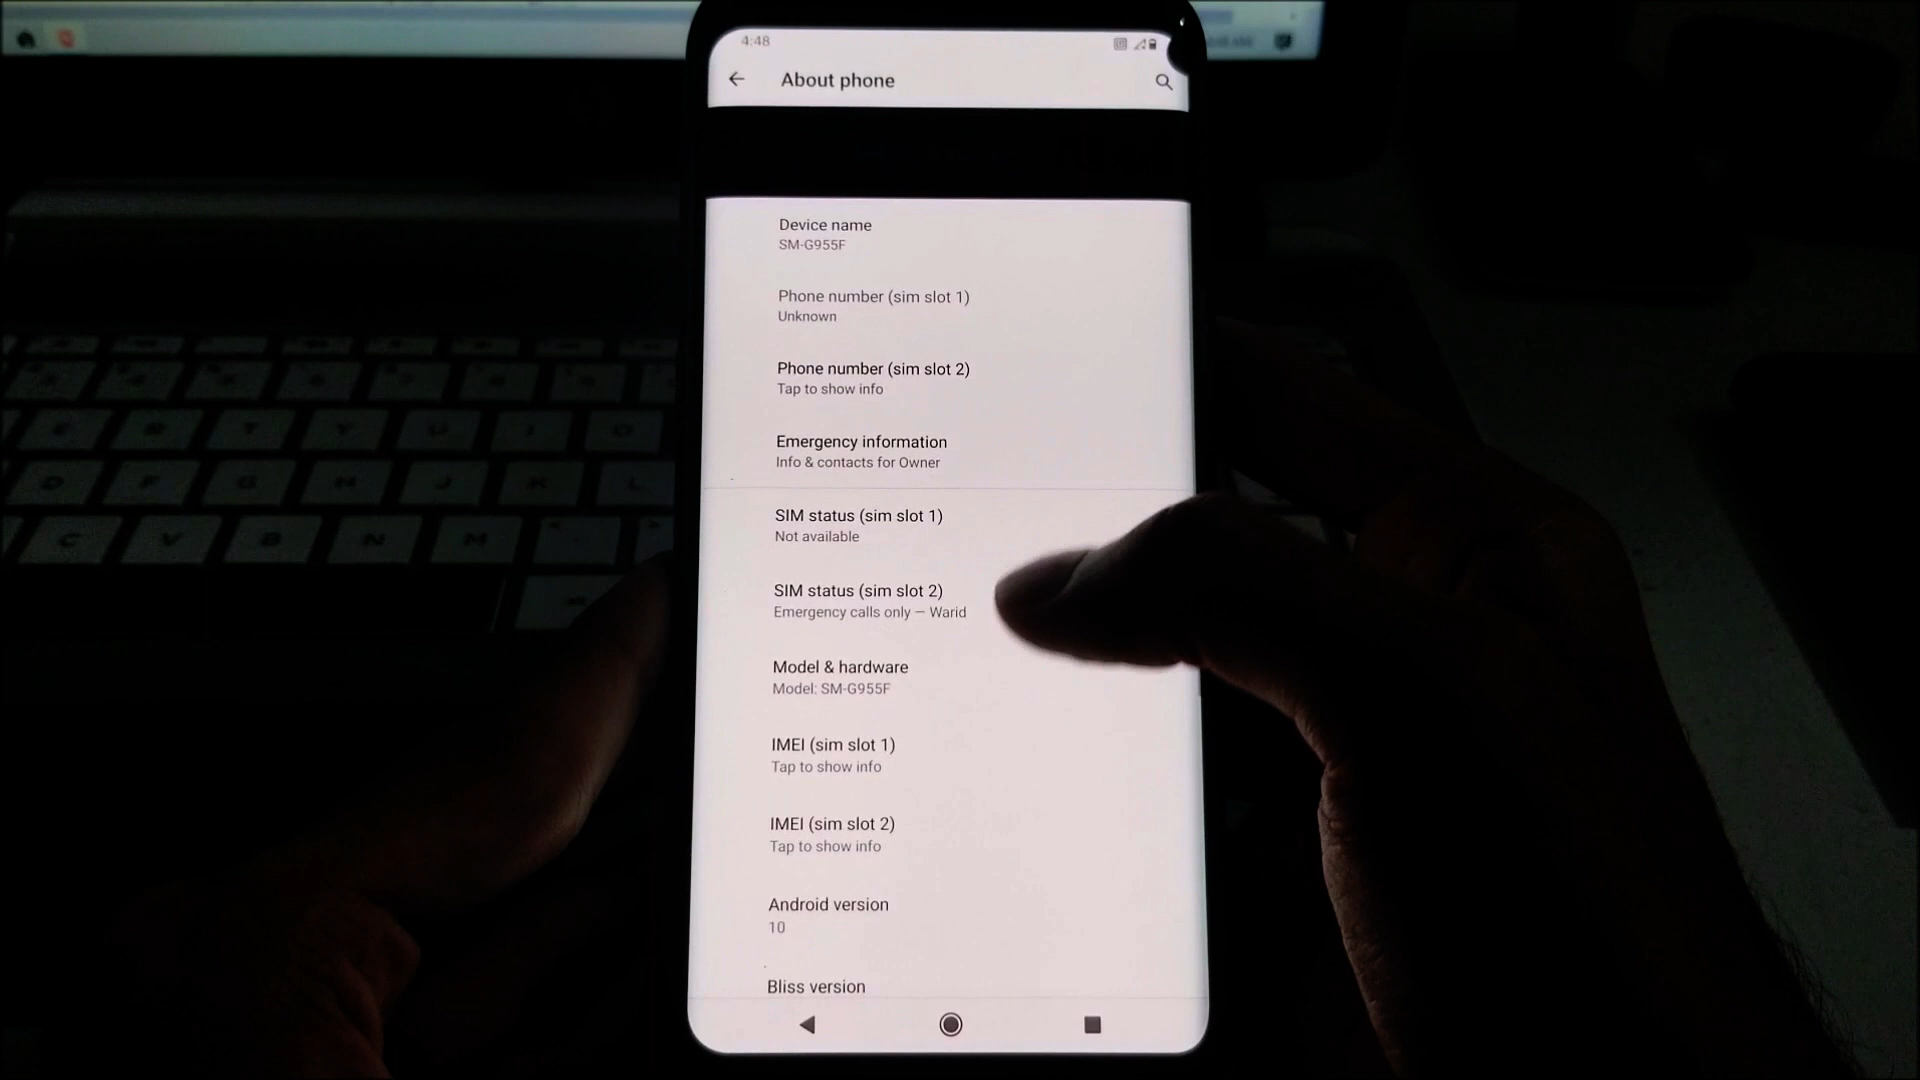 4:48
About phone
Device name
SM-G955F
Phone number (sim slot 1)
Unknown
Phone number (sim slot 2)
Tap to show info
Emergency information
Info & contacts for Owner
SIM status (sim slot 1)
Not available
SIM status (sim slot 2)
Emergency calls only — Warid
Model & hardware
Model: SM-G955F
IMEI (sim slot 1)
Tap to show info
IMEI (sim slot 2)
Tap to show info
Android version
10
Bliss version
T Y U I
D F G H J K L
C V B N M